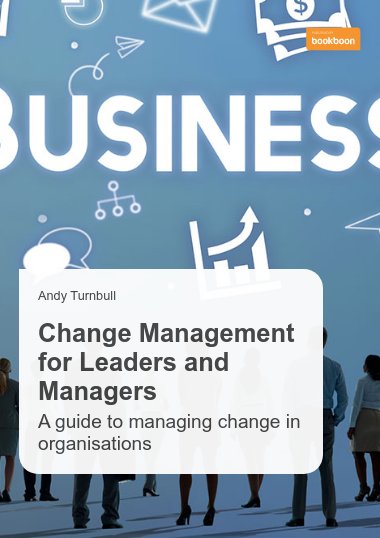 bookboon
BUSINESS
Andy Turnbull
Change Management
for Leaders and
Managers
A guide to managing change in
organisations